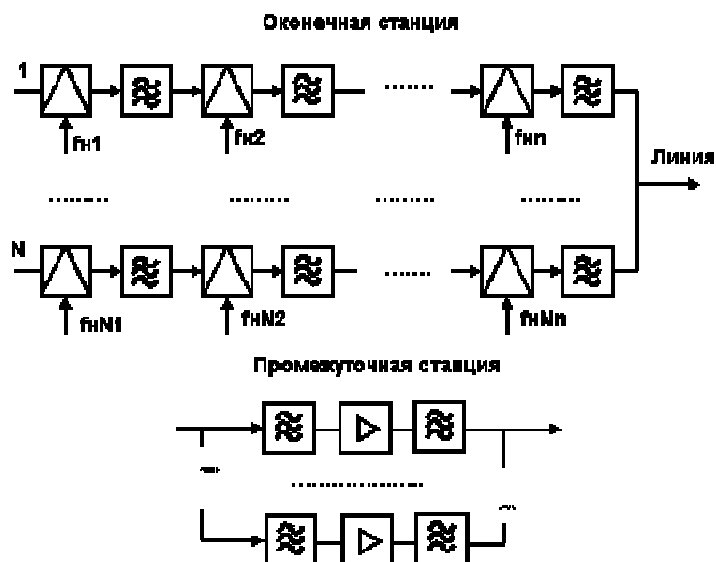 Оконечная станция
1
fн1
fн2
fнn
Линия
N
fнN1
fнN2
fнNn
Промежуточная станция